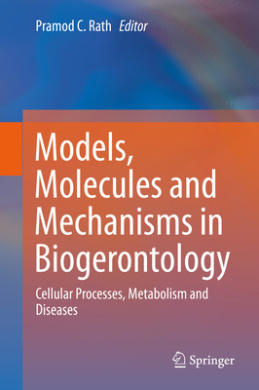 Pramod C. Rath Editor
Models,
Molecules and
Mechanisms in
Biogerontology
Cellular Processes, Metabolism and
Diseases
Springer